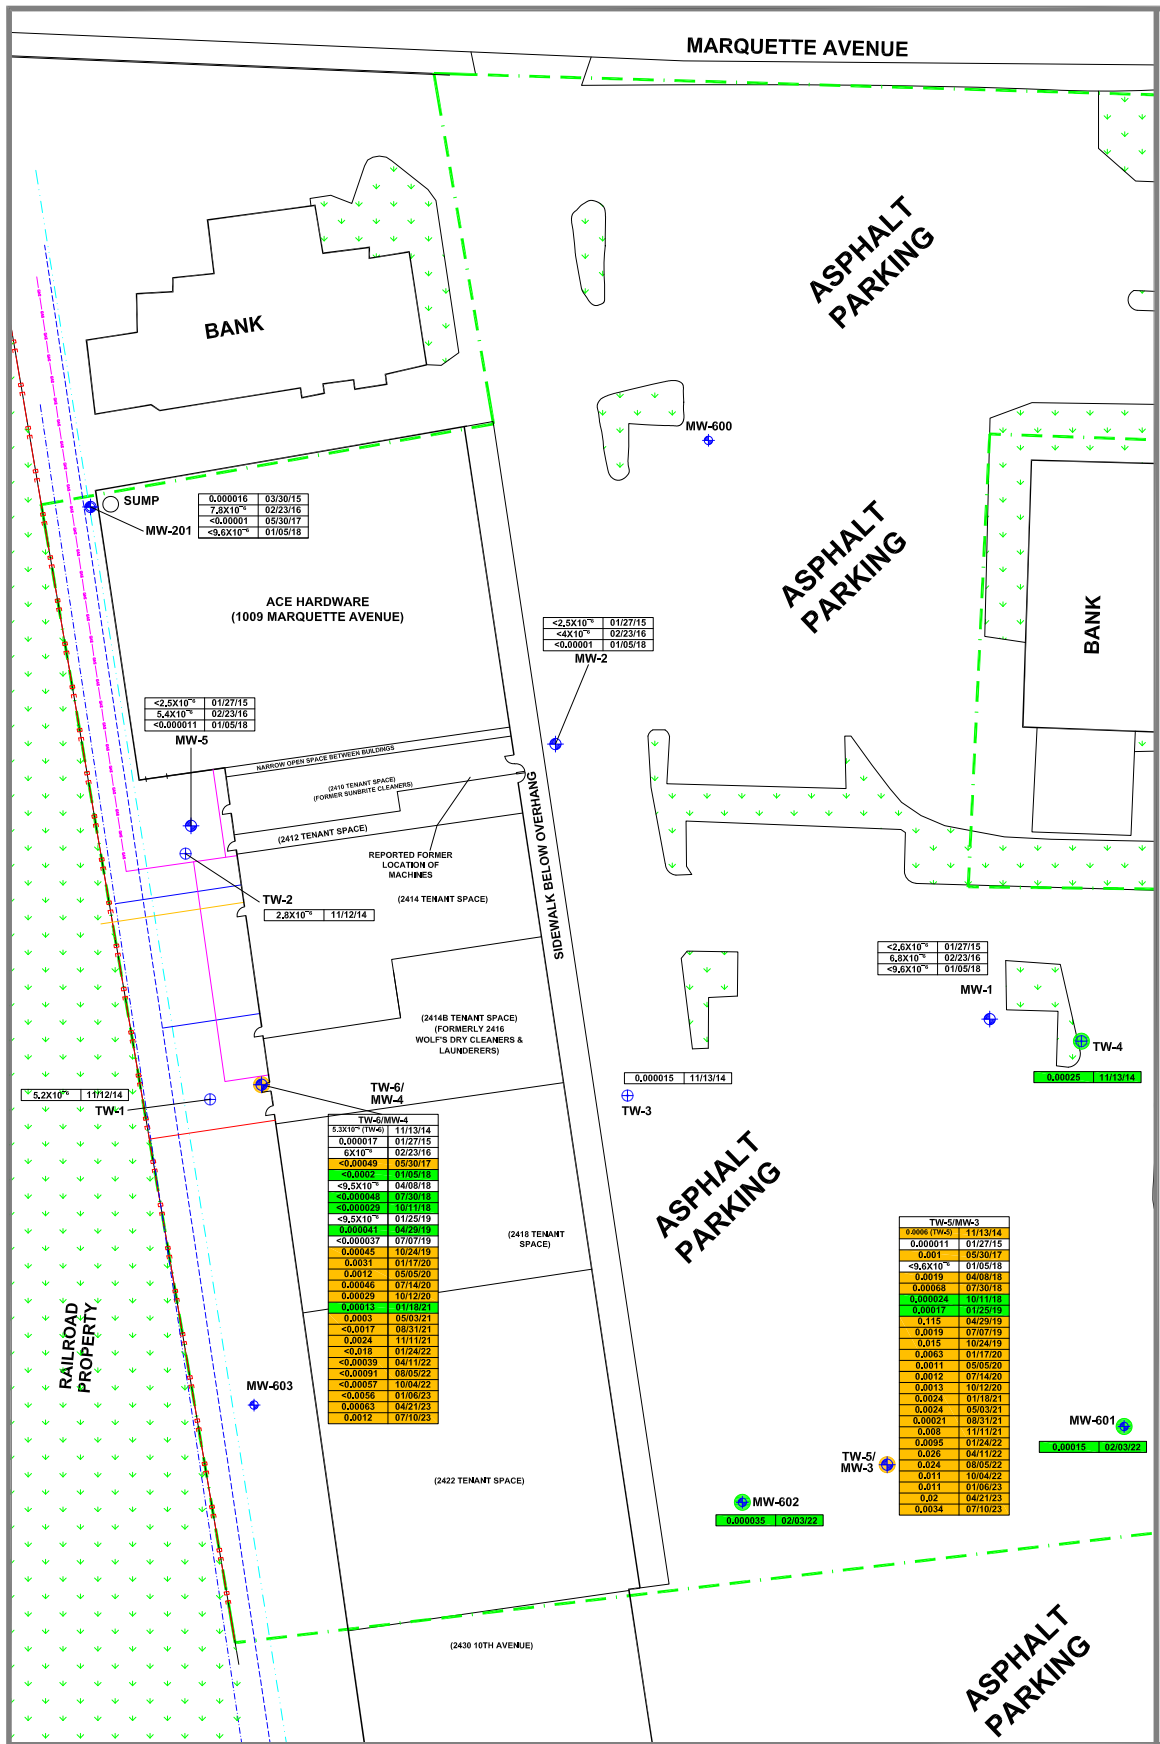 MARQUETTE AVENUE
ASPHALT
PARKING
BANK
MW-600
SUMP
MW-201
0.000016 03/30/15
7.8X10⁻⁶ 02/23/16
<0.00001 05/30/17
<9.6X10⁻⁶ 01/05/18
ASPHALT
PARKING
ACE HARDWARE
(1009 MARQUETTE AVENUE)
BANK
<2.5X10⁻⁶ 01/27/15
<4X10⁻⁶ 02/23/16
<0.00001 01/05/18
MW-2
<2.5X10⁻⁶ 01/27/15
5.4X10⁻⁶ 02/23/16
<0.000011 01/05/18
MW-5
NARROW OPEN SPACE BETWEEN BUILDINGS
(2410 TENANT SPACE)
(FORMER SUNBRITE CLEANERS)
(2412 TENANT SPACE)
SIDEWALK BELOW OVERHANG
REPORTED FORMER
LOCATION OF
MACHINES
TW-2
2.8X10⁻⁶ 11/12/14
(2414 TENANT SPACE)
<2.6X10⁻⁶ 01/27/15
6.8X10⁻⁶ 02/23/16
<9.6X10⁻⁶ 01/05/18
MW-1
(2414B TENANT SPACE)
(FORMERLY 2416
WOLF'S DRY CLEANERS &
LAUNDERERS)
TW-4
0.00025 11/13/14
0.000015 11/13/14
TW-3
5.2X10⁻⁶ 11/12/14
TW-1
TW-6/
MW-4
TW-6/MW-4
5.3X10⁻⁶ (TW-6) 11/13/14
0.000017 01/27/15
6X10⁻⁶ 02/23/16
<0.00049 05/30/17
<0.0002 01/05/18
<9.5X10⁻⁶ 04/08/18
<0.000048 07/30/18
<0.000029 10/11/18
<9.5X10⁻⁶ 01/25/19
0.000041 04/29/19
<0.000037 07/07/19
0.00045 10/24/19
0.0031 01/17/20
0.0012 05/05/20
0.00046 07/14/20
0.00029 10/12/20
0.00013 01/18/21
0.0003 05/03/21
<0.0017 08/31/21
0.0024 11/11/21
<0.018 01/24/22
<0.00039 04/11/22
<0.00091 08/05/22
<0.00057 10/04/22
<0.0056 01/06/23
0.00063 04/21/23
0.0012 07/10/23
ASPHALT
PARKING
(2418 TENANT
SPACE)
TW-5/MW-3
0.0006 (TW-5) 11/13/14
0.000011 01/27/15
0.001 05/30/17
<9.6X10⁻⁶ 01/05/18
0.0019 04/08/18
0.00068 07/30/18
0.000024 10/11/18
0.00017 01/25/19
0.115 04/29/19
0.0019 07/07/19
0.015 10/24/19
0.0063 01/17/20
0.0011 05/05/20
0.0012 07/14/20
0.0013 10/12/20
0.0024 01/18/21
0.0024 05/03/21
0.00021 08/31/21
0.008 11/11/21
0.0095 01/24/22
0.026 04/11/22
0.024 08/05/22
0.011 10/04/22
0.011 01/06/23
0.02 04/21/23
0.0034 07/10/23
RAILROAD
PROPERTY
MW-603
MW-601
0.00015 02/03/22
TW-5/
MW-3
(2422 TENANT SPACE)
MW-602
0.000035 02/03/22
(2430 10TH AVENUE)
ASPHALT
PARKING